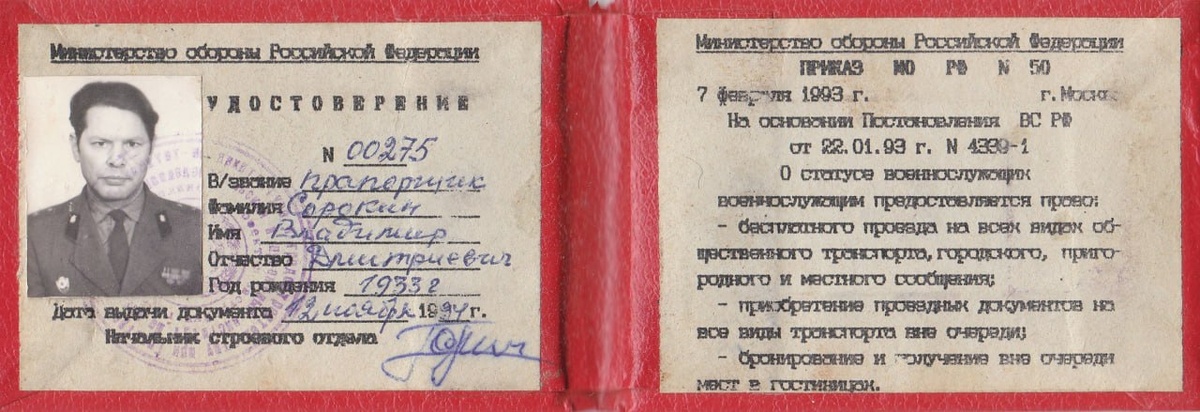 Министерство обороны Российской Федерации
УДОСТОВЕРЕНИЕ
N 00275
В/звание прапорщик
Фамилия Сорокин
Имя Владимир
Отчество Дмитриевич
Год рождения 1933г
Дата выдачи документа 12 ноября 1994г.
Начальник строевого отдела
Министерство обороны Российской Федерации
ПРИКАЗ МО РФ N 50
7 февраля 1993 г. г.Москва
На основании Постановления ВС РФ
от 22.01.93 г. N 4339-1
О статусе военнослужащих
военнослужащим предоставляется право:
- бесплатного проезда на всех видах об-
щественного транспорта, городского, приго-
родного и местного сообщения;
- приобретение проездных документов на
все виды транспорта вне очереди;
- бронирование и получение вне очереди
мест в гостиницах.